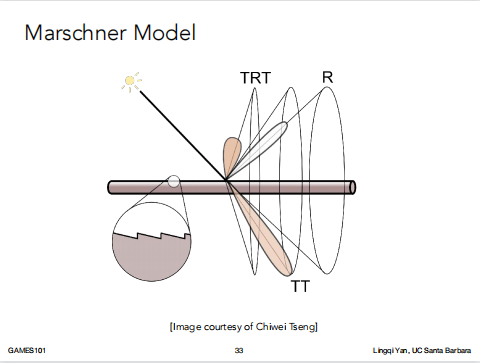 Marschner Model
TRT
R
TT
[Image courtesy of Chiwei Tseng]
GAMES101
33
Lingqi Yan, UC Santa Barbara